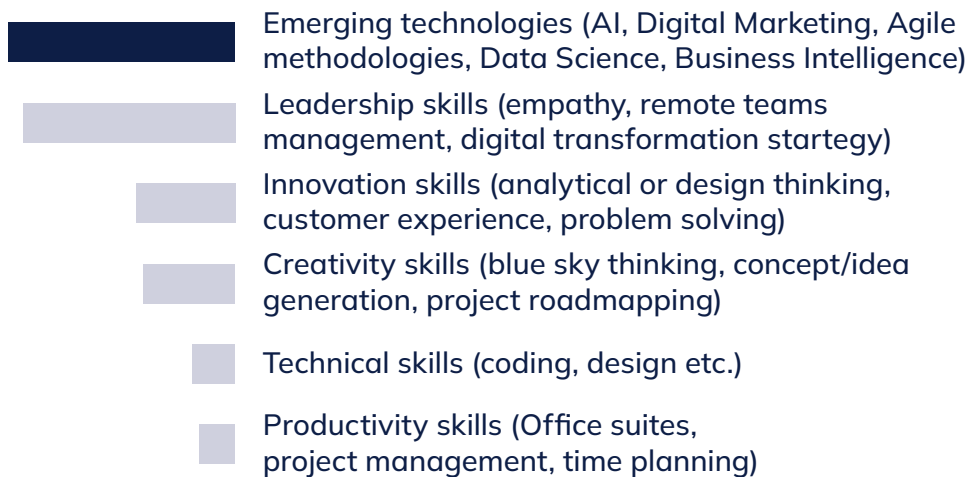 Emerging technologies (AI, Digital Marketing, Agile
methodologies, Data Science, Business Intelligence)
Leadership skills (empathy, remote teams
management, digital transformation startegy)
Innovation skills (analytical or design thinking,
customer experience, problem solving)
Creativity skills (blue sky thinking, concept/idea
generation, project roadmapping)
Technical skills (coding, design etc.)
Productivity skills (Office suites,
project management, time planning)